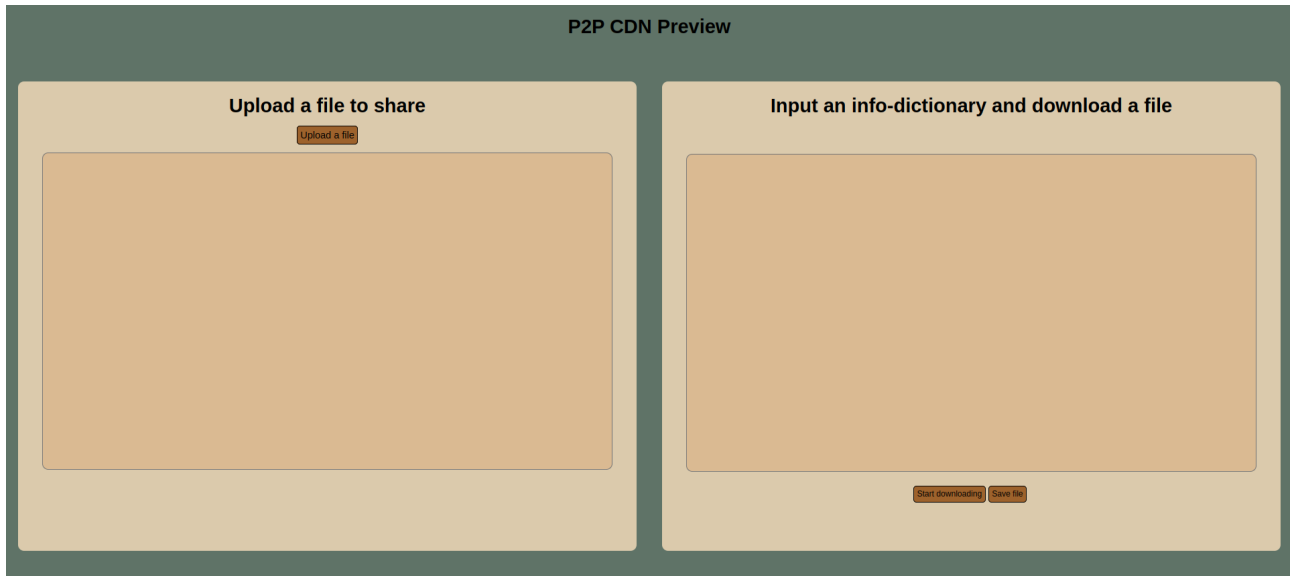 P2P CDN Preview
Upload a file to share
Upload a file
Input an info-dictionary and download a file
Start downloading Save file